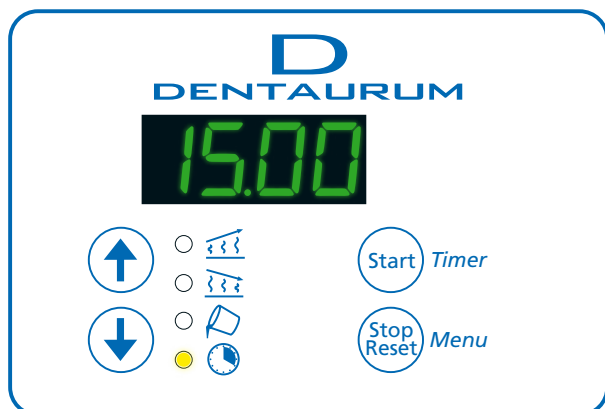 D
DENTAURUM
15.00
Start Timer
Stop
Reset Menu